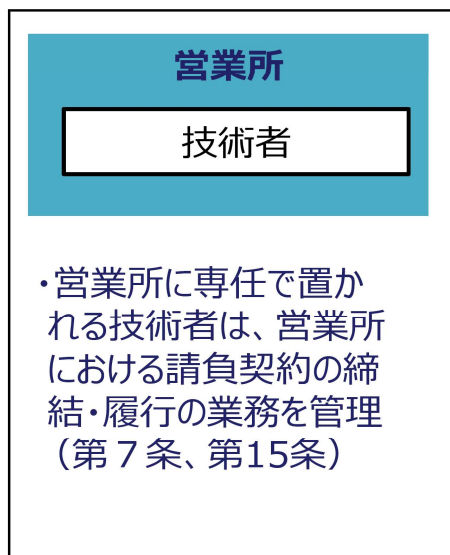 営業所
技術者
・営業所に専任で置か
れる技術者は、営業所
における請負契約の締
結・履行の業務を管理
（第７条、第15条）